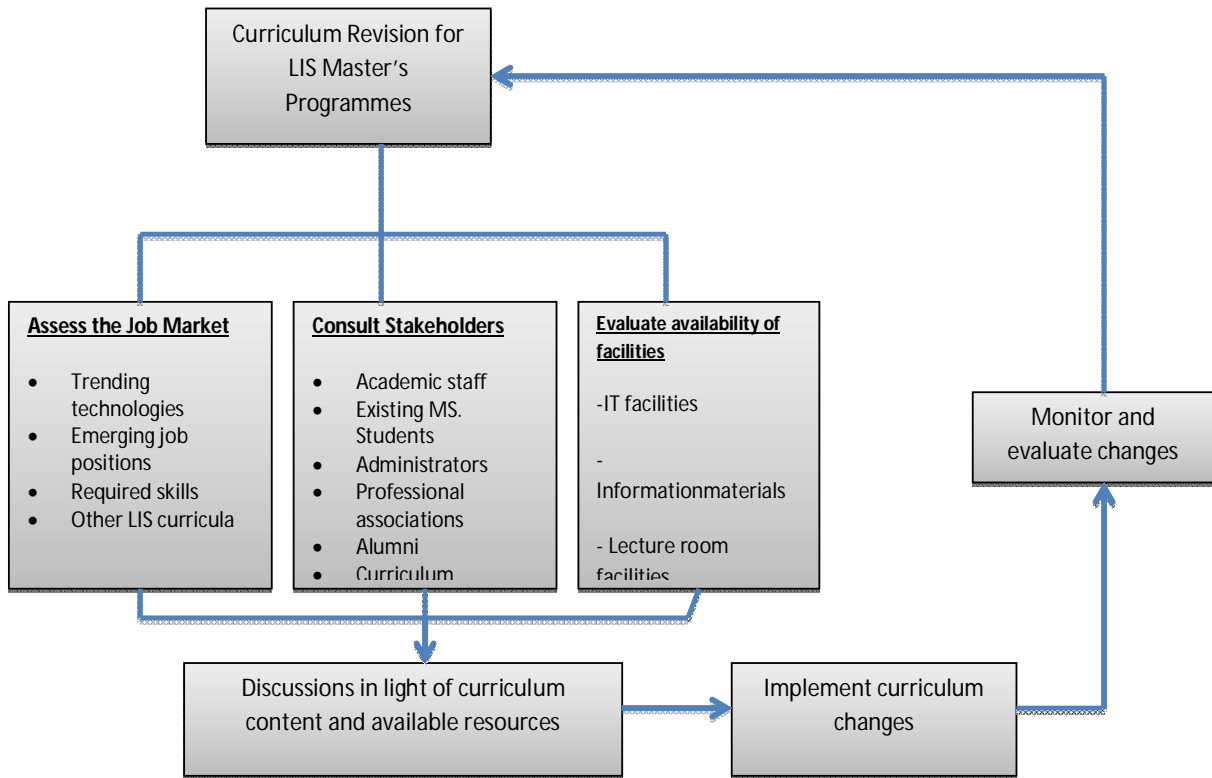 Curriculum Revision for
LIS Master's
Programmes
Assess the Job Market
• Trending
technologies
• Emerging job
positions
• Required skills
• Other LIS curricula
Consult Stakeholders
• Academic staff
• Existing MS.
Students
• Administrators
• Professional
associations
• Alumni
• Curriculum
Evaluate availability of
facilities
-IT facilities
-
Informationmaterials
- Lecture room
facilities
Monitor and
evaluate changes
Discussions in light of curriculum
content and available resources
Implement curriculum
changes